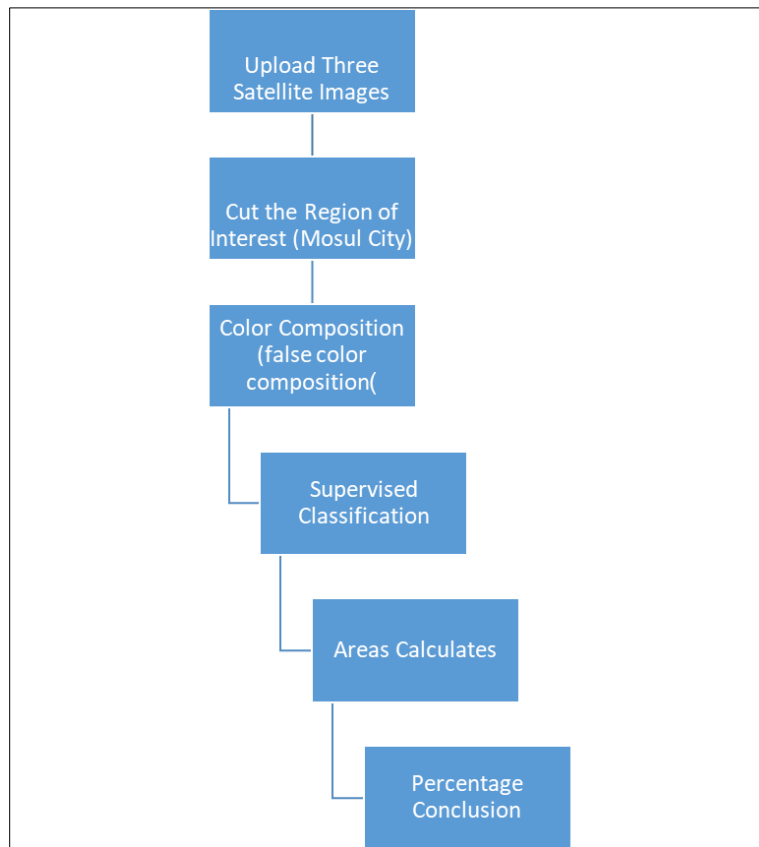 Upload Three
Satellite Images
Cut the Region of
Interest (Mosul City)
Color Composition
(false color
composition(
Supervised
Classification
Areas Calculates
Percentage
Conclusion